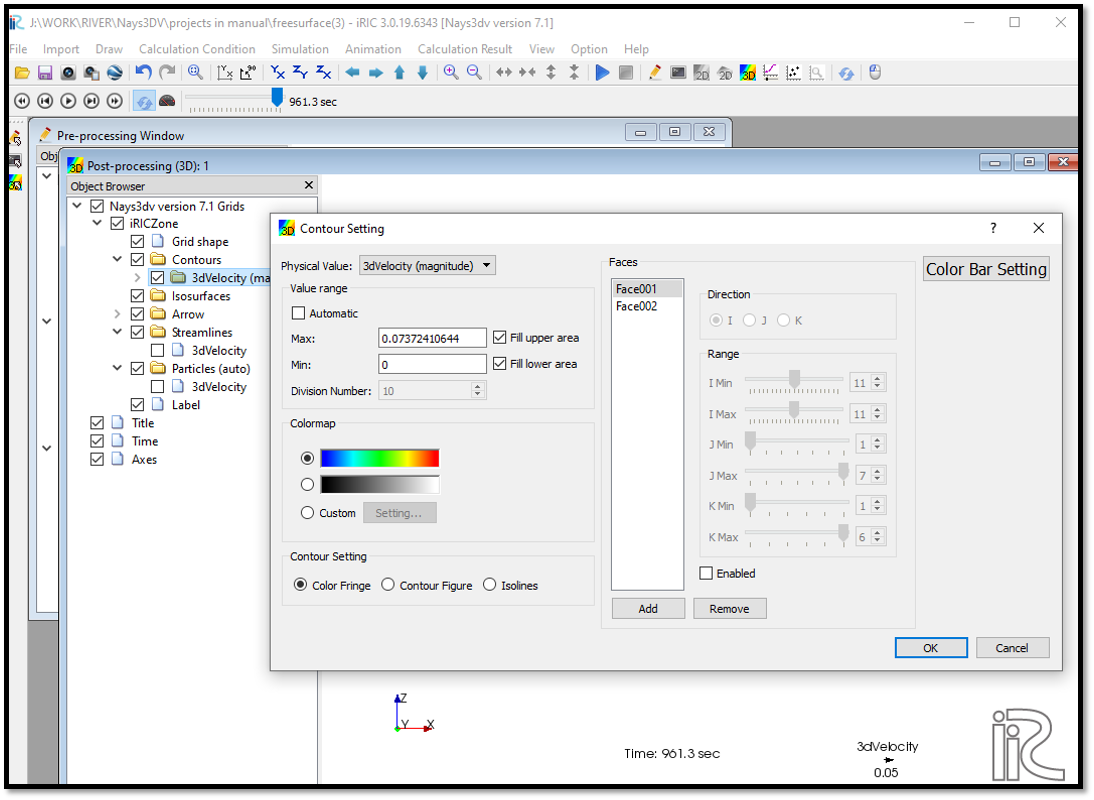 J:\WORK\RIVER\Nays3DV\projects in manual\freesurface(3) - iRIC 3.0.19.6343 [Nays3dv version 7.1]
File Import Draw Calculation Condition Simulation Animation Calculation Result View Option Help
961.3 sec
Pre-processing Window
Obj
Post-processing (3D): 1
Object Browser
Nays3dv version 7.1 Grids
iRICZone
Grid shape
Contours
3dVelocity (ma
Isosurfaces
Arrow
Streamlines
3dVelocity
Particles (auto)
3dVelocity
Label
Title
Time
Axes
Contour Setting
Physical Value: 3dVelocity (magnitude)
Value range
Automatic
Max: 0.07372410644 Fill upper area
Min: 0 Fill lower area
Division Number: 10
Colormap
Custom Setting...
Contour Setting
Color Fringe Contour Figure Isolines
Faces
Face001
Face002
Add Remove
Direction
I J K
Range
I Min 11
I Max 11
J Min 1
J Max 7
K Min 1
K Max 6
Enabled
Color Bar Setting
OK Cancel
Z
Y X
Time: 961.3 sec
3dVelocity
0.05
iRIC